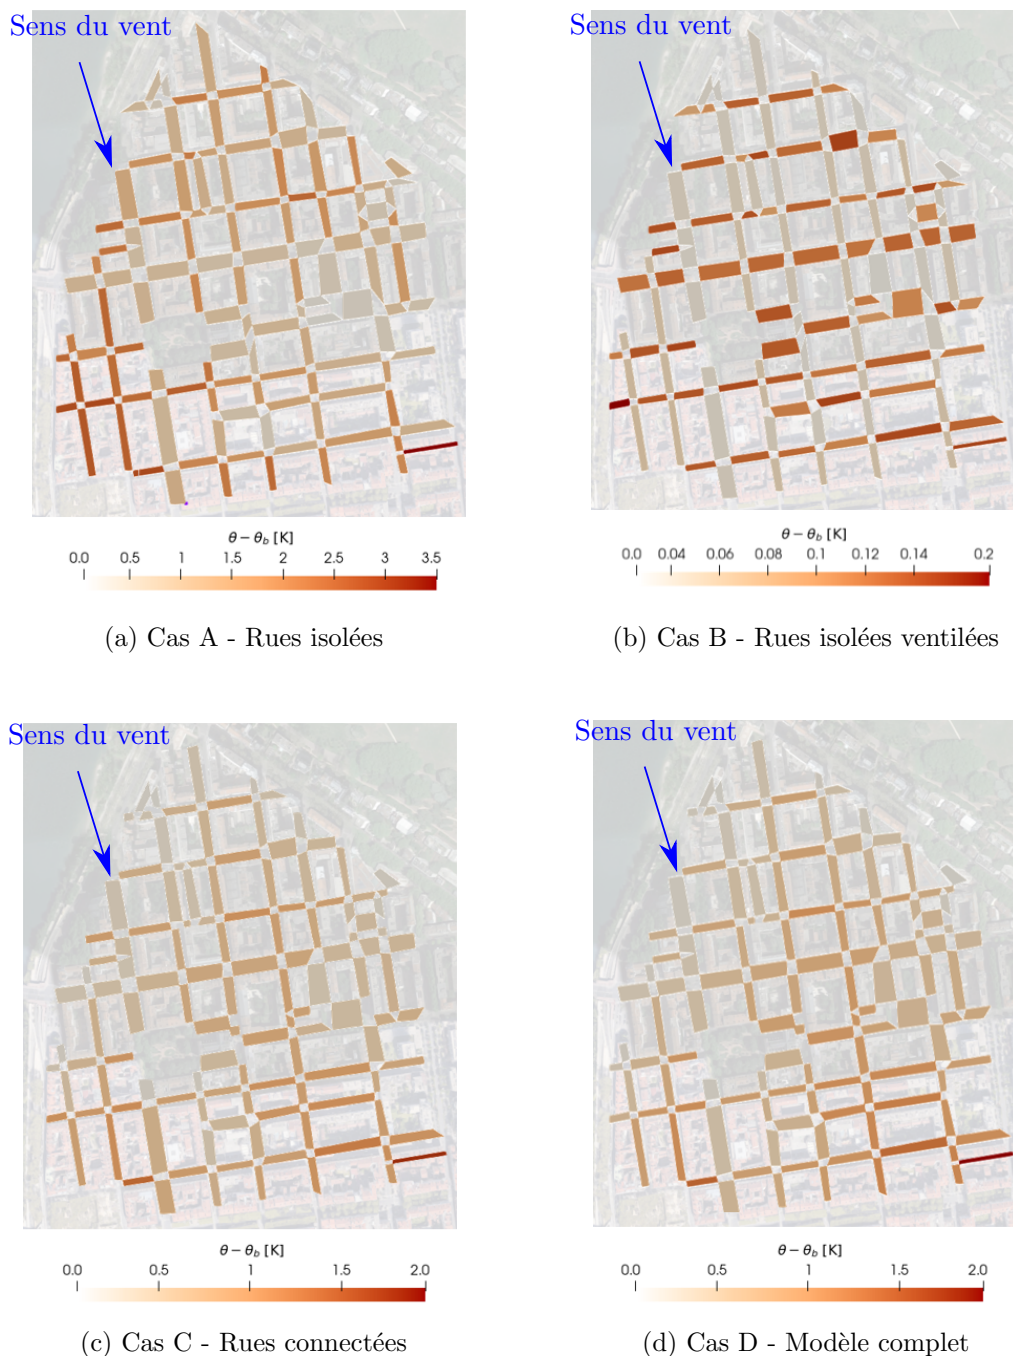 Sens du vent
Sens du vent
θ − θb [K]
0.0 0.5 1 1.5 2 2.5 3 3.5
θ − θb [K]
0.0 0.04 0.06 0.08 0.1 0.12 0.14 0.2
(a) Cas A - Rues isolées
(b) Cas B - Rues isolées ventilées
Sens du vent
Sens du vent
θ − θb [K]
0.0 0.5 1 1.5 2.0
θ − θb [K]
0.0 0.5 1 1.5 2.0
(c) Cas C - Rues connectées
(d) Cas D - Modèle complet